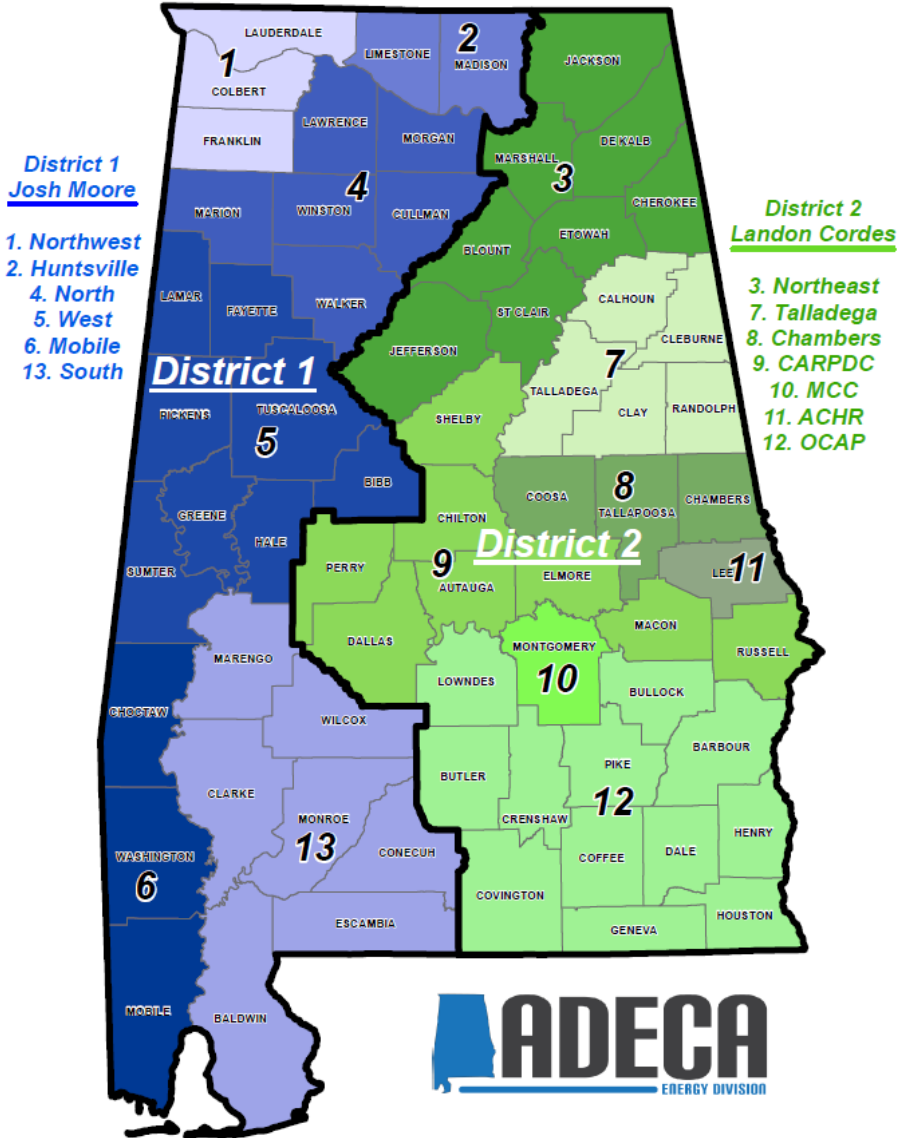 LAUDERDALE
LIMESTONE
2
MADISON
1
COLBERT
JACKSON
LAWRENCE
FRANKLIN
MORGAN
DE KALB
MARSHALL
3
District 1
Josh Moore
1. Northwest
2. Huntsville
4. North
5. West
6. Mobile
13. South
4
MARION
WINSTON
CULLMAN
CHEROKEE
District 2
Landon Cordes
3. Northeast
7. Talladega
8. Chambers
9. CARPDC
10. MCC
11. ACHR
12. OCAP
ETOWAH
BLOUNT
LAMAR
FAYETTE
WALKER
ST CLAIR
CALHOUN
CLEBURNE
JEFFERSON
7
District 1
TALLADEGA
PICKENS
TUSCALOOSA
5
SHELBY
CLAY
RANDOLPH
BIBB
COOSA
8
TALLAPOOSA
CHAMBERS
GREENE
HALE
CHILTON
District 2
SUMTER
PERRY
9
AUTAUGA
ELMORE
LEE
11
DALLAS
MACON
MARENGO
MONTGOMERY
10
RUSSELL
LOWNDES
BULLOCK
CHOCTAW
WILCOX
BARBOUR
BUTLER
PIKE
12
CLARKE
MONROE
13
CRENSHAW
CONECUH
HENRY
WASHINGTON
6
COFFEE
DALE
COVINGTON
ESCAMBIA
GENEVA
HOUSTON
MOBILE
BALDWIN
ADECA
ENERGY DIVISION